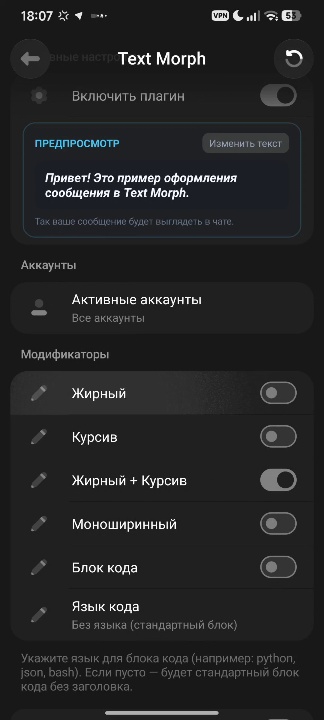 18:07
VPN
53
вные настро
Text Morph
Включить плагин
ПРЕДПРОСМОТР
Изменить текст
Привет! Это пример оформления
сообщения в Text Morph.
Так ваше сообщение будет выглядеть в чате.
Аккаунты
Активные аккаунты
Все аккаунты
Модификаторы
Жирный
Курсив
Жирный + Курсив
Моноширинный
Блок кода
Язык кода
Без языка (стандартный блок)
Укажите язык для блока кода (например: python,
json, bash). Если пусто — будет стандартный блок
кода без заголовка.